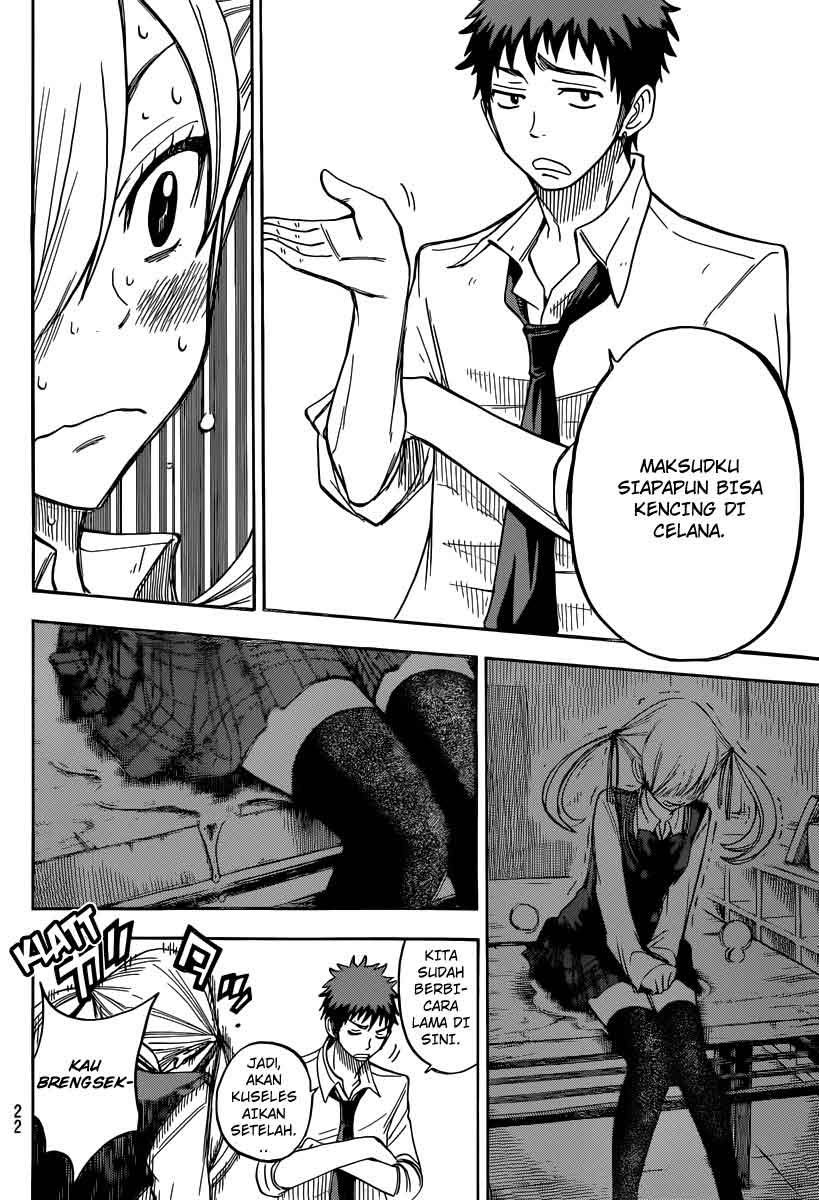 MAKSUDKU
SIAPAPUN BISA
KENCING DI
CELANA.
KITA
SUDAH
BERBI-
CARA
LAMA DI
SINI.
JADI,
AKAN
KUSELES
AIKAN
SETELAH.
. .
KLATT
KAU
BRENGSEK-
22